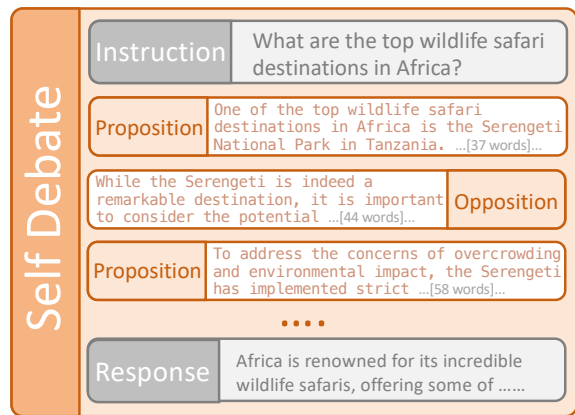 Self Debate
Instruction
What are the top wildlife safari
destinations in Africa?
Proposition
One of the top wildlife safari
destinations in Africa is the Serengeti
National Park in Tanzania. ...[37 words]...
While the Serengeti is indeed a
remarkable destination, it is important
to consider the potential ...[44 words]...
Opposition
Proposition
To address the concerns of overcrowding
and environmental impact, the Serengeti
has implemented strict ...[58 words]...
....
Response
Africa is renowned for its incredible
wildlife safaris, offering some of ......